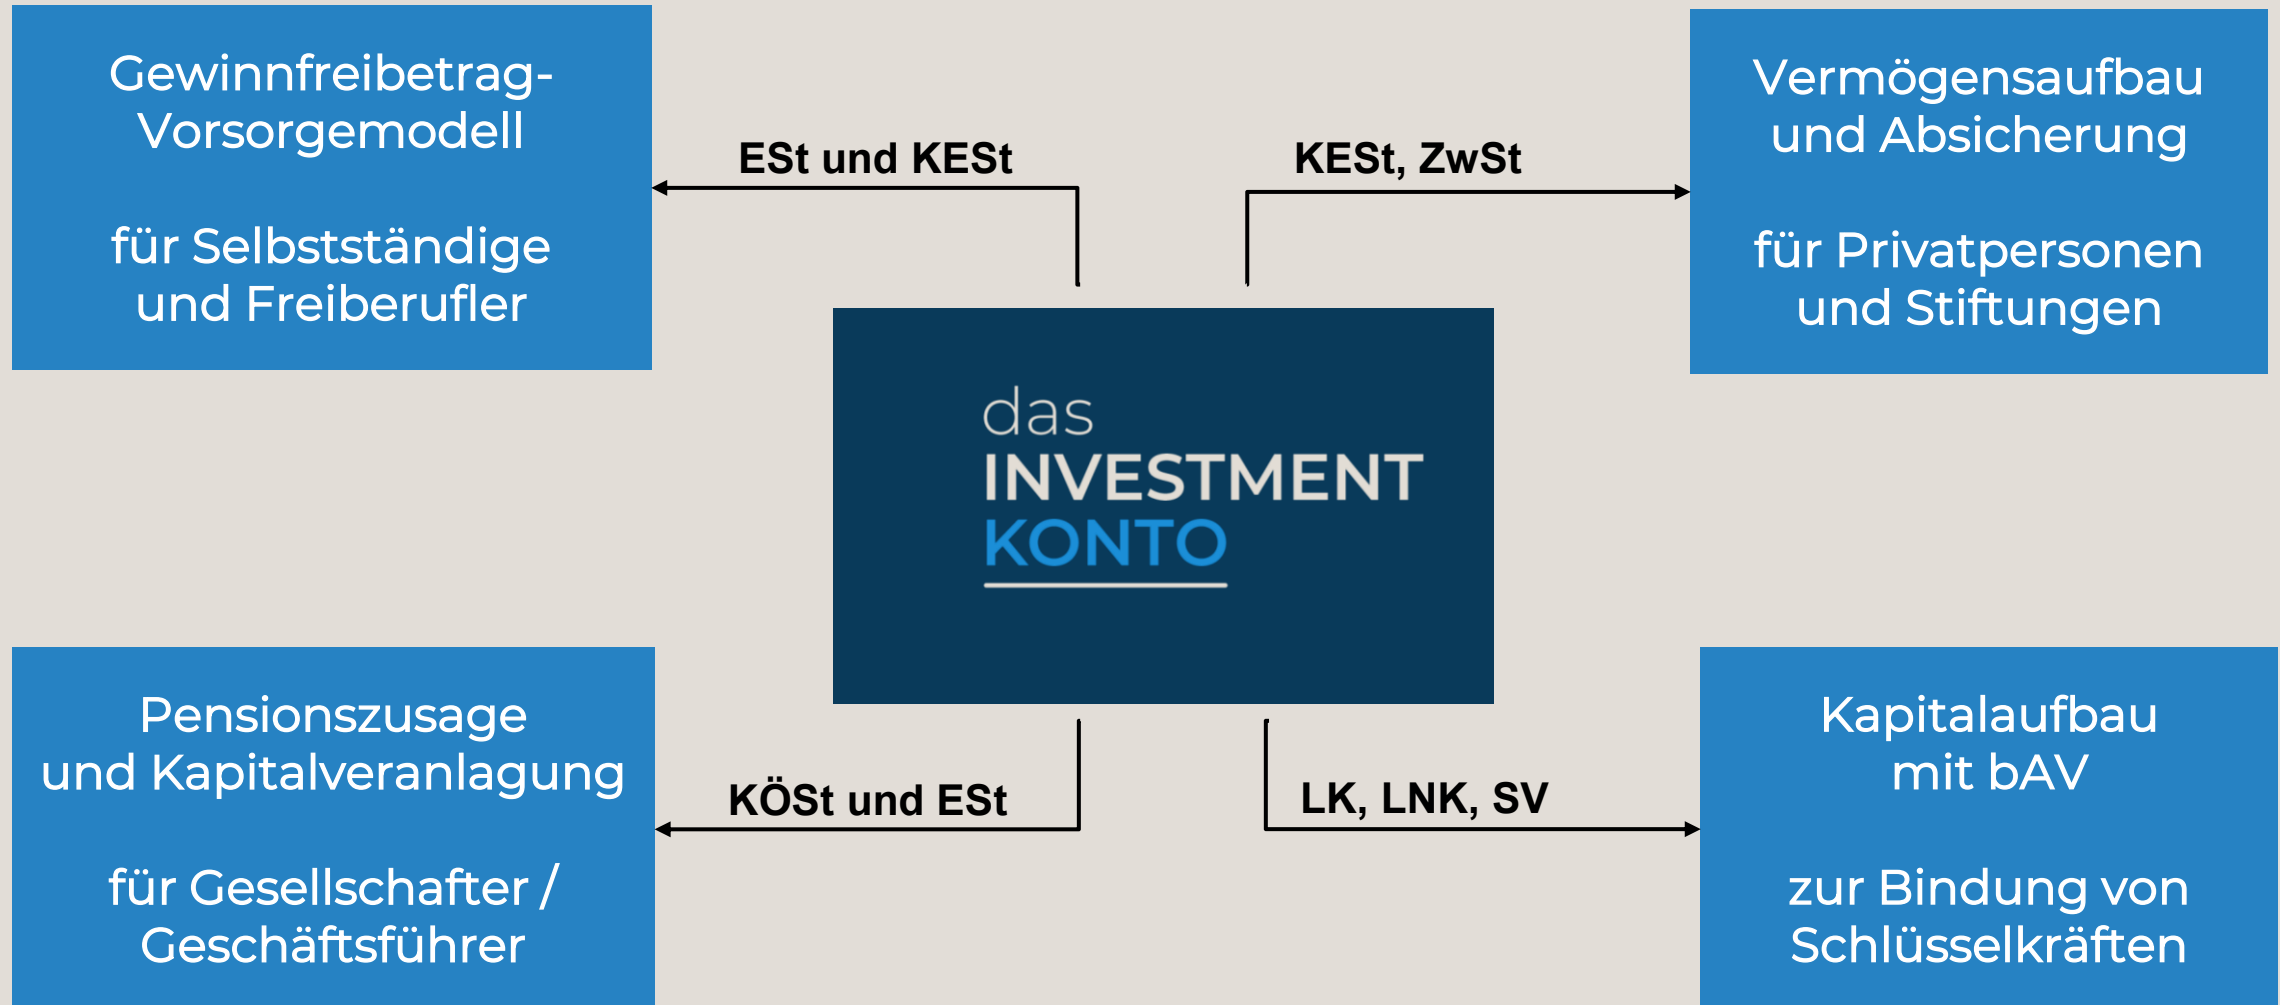 Gewinnfreibetrag-
Vorsorgemodell
für Selbstständige
und Freiberufler
ESt und KESt
KESt, ZwSt
Vermögensaufbau
und Absicherung
für Privatpersonen
und Stiftungen
das
INVESTMENT
KONTO
Pensionszusage
und Kapitalveranlagung
für Gesellschafter /
Geschäftsführer
KÖSt und ESt
LK, LNK, SV
Kapitalaufbau
mit bAV
zur Bindung von
Schlüsselkräften